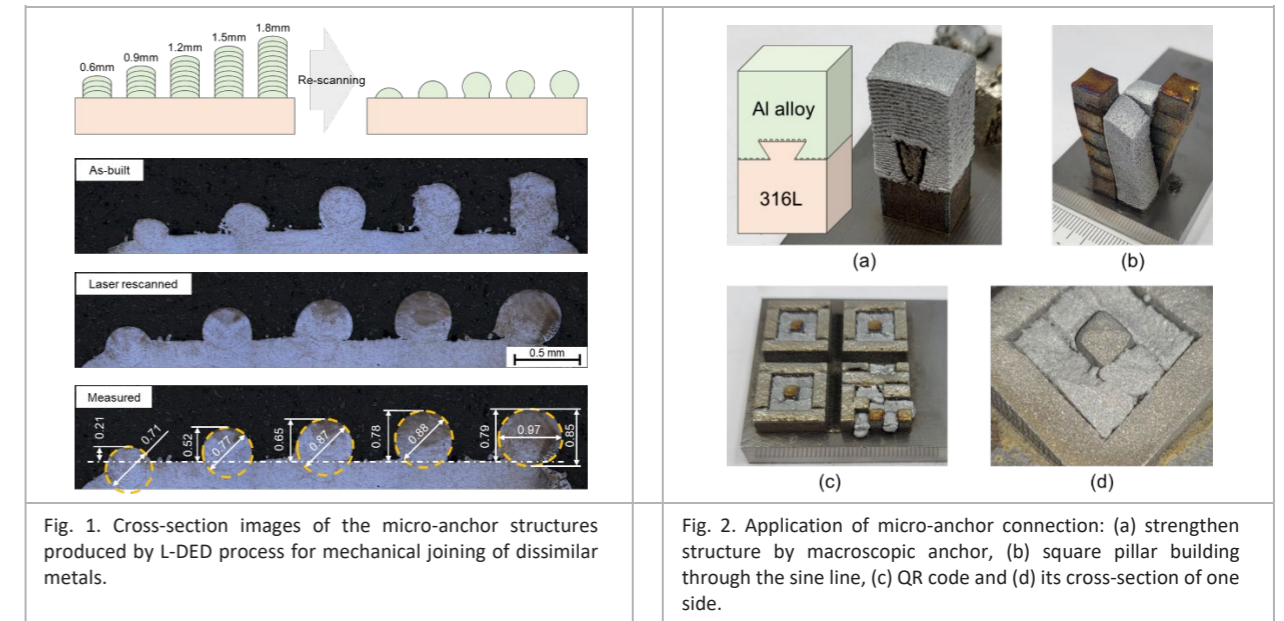 0.6mm
0.9mm
1.2mm
1.5mm
1.8mm
Re-scanning
As-built
Laser rescanned
0.5 mm
Measured
0.21
0.71
0.52
0.77
0.65
0.87
0.78
0.88
0.79
0.97
0.85
Fig. 1. Cross-section images of the micro-anchor structures
produced by L-DED process for mechanical joining of dissimilar
metals.
Al alloy
316L
(a)
(b)
(c)
(d)
Fig. 2. Application of micro-anchor connection: (a) strengthen
structure by macroscopic anchor, (b) square pillar building
through the sine line, (c) QR code and (d) its cross-section of one
side.